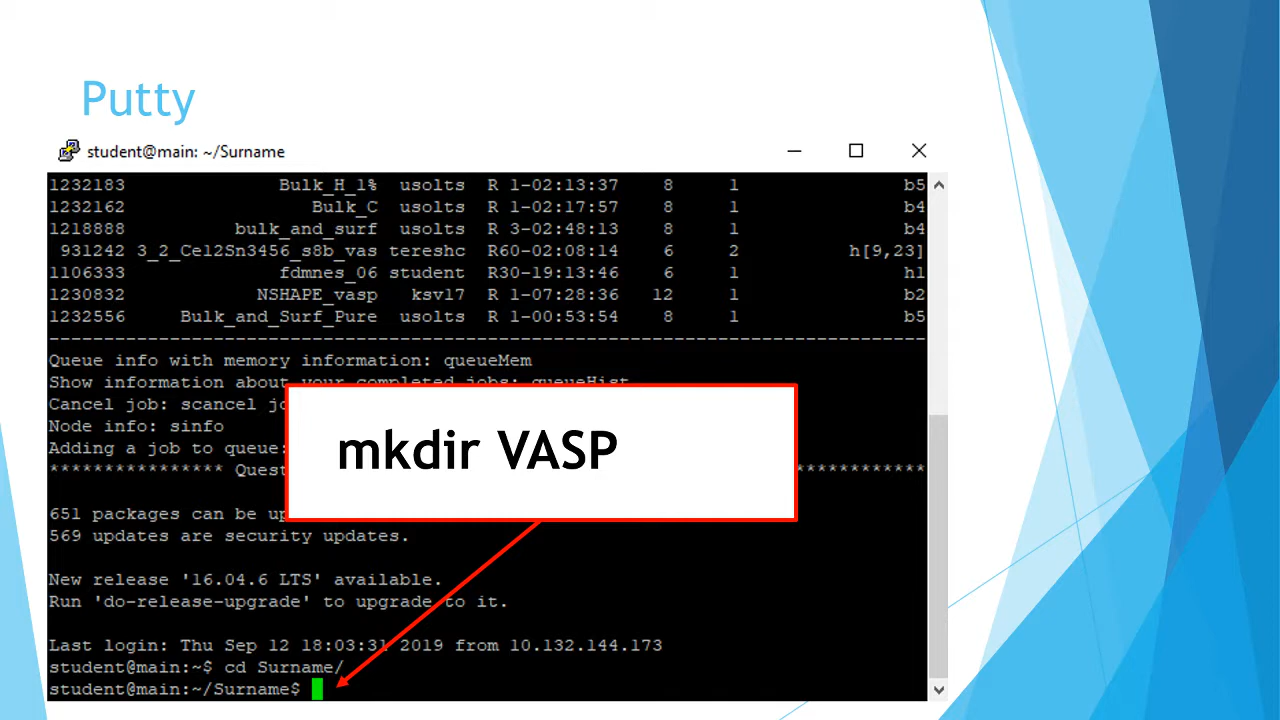 Putty
student@main: ~/Surname
1232183 Bulk_H_1% usolts R 1-02:13:37 8 1 b5
1232162 Bulk_C usolts R 1-02:17:57 8 1 b4
1218888 bulk_and_surf usolts R 3-02:48:13 8 1 b4
931242 3_2_Ce12Sn3456_s8b_vas tereshc R60-02:08:14 6 2 h[9,23]
1106333 fdmnes_06 student R30-19:13:46 6 1 h1
1230832 NSHAPE_vasp ksv17 R 1-07:28:36 12 1 b2
1232556 Bulk_and_Surf_Pure usolts R 1-00:53:54 8 1 b5
--------------------------------------------------------------------------------
Queue info with memory information: queueMem
Show information about your completed jobs: queueHist
Cancel job: scancel
Node info: sinfo
Adding a job to queue:
**************** Quest ************
mkdir VASP
651 packages can be
569 updates are security updates.
New release '16.04.6 LTS' available.
Run 'do-release-upgrade' to upgrade to it.
Last login: Thu Sep 12 18:03:31 2019 from 10.132.144.173
student@main:~$ cd Surname/
student@main:~/Surname$